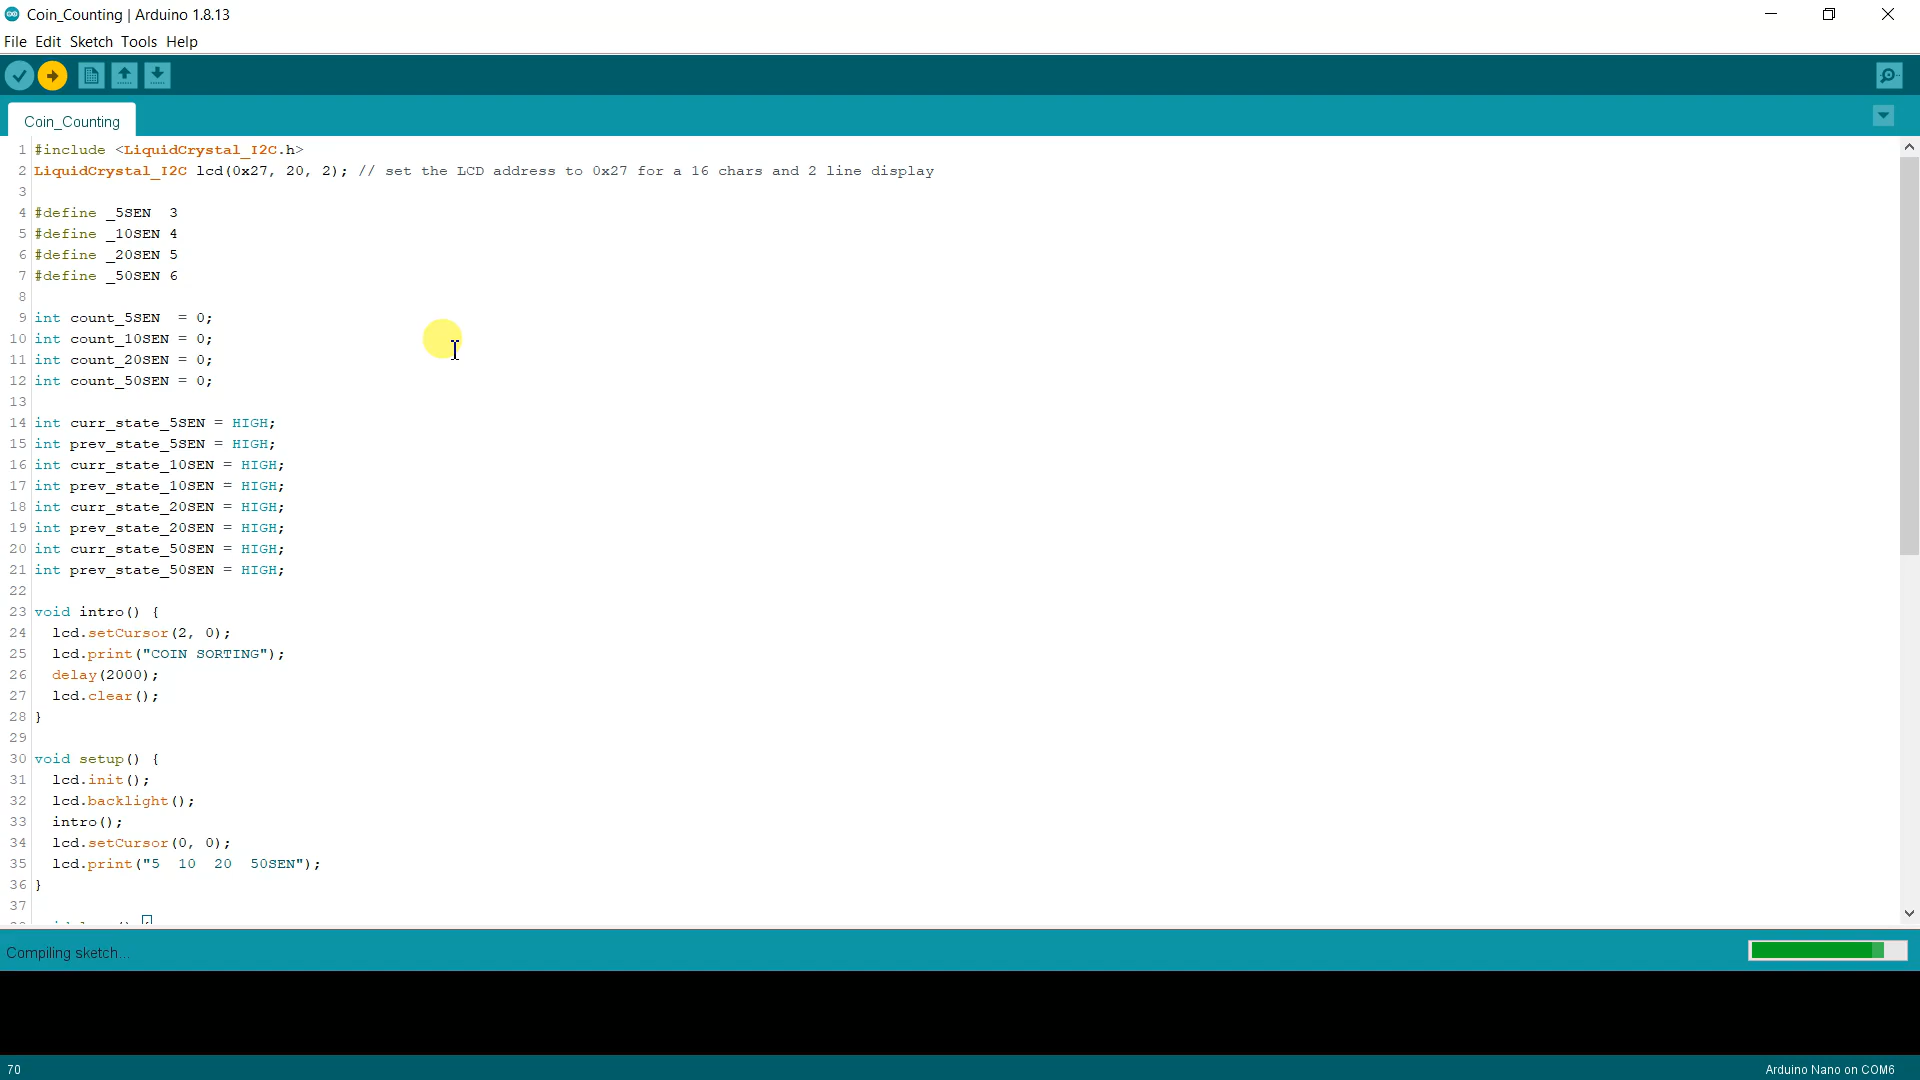 Coin_Counting | Arduino 1.8.13
File Edit Sketch Tools Help
Coin_Counting
1 #include <LiquidCrystal_I2C.h>
2 LiquidCrystal_I2C lcd(0x27, 20, 2); // set the LCD address to 0x27 for a 16 chars and 2 line display
3
4 #define _5SEN  3
5 #define _10SEN 4
6 #define _20SEN 5
7 #define _50SEN 6
8
9 int count_5SEN  = 0;
10 int count_10SEN = 0;
11 int count_20SEN = 0;
12 int count_50SEN = 0;
13
14 int curr_state_5SEN = HIGH;
15 int prev_state_5SEN = HIGH;
16 int curr_state_10SEN = HIGH;
17 int prev_state_10SEN = HIGH;
18 int curr_state_20SEN = HIGH;
19 int prev_state_20SEN = HIGH;
20 int curr_state_50SEN = HIGH;
21 int prev_state_50SEN = HIGH;
22
23 void intro() {
24   lcd.setCursor(2, 0);
25   lcd.print("COIN SORTING");
26   delay(2000);
27   lcd.clear();
28 }
29
30 void setup() {
31   lcd.init();
32   lcd.backlight();
33   intro();
34   lcd.setCursor(0, 0);
35   lcd.print("5  10  20  50SEN");
36 }
37
Compiling sketch...
70
Arduino Nano on COM6